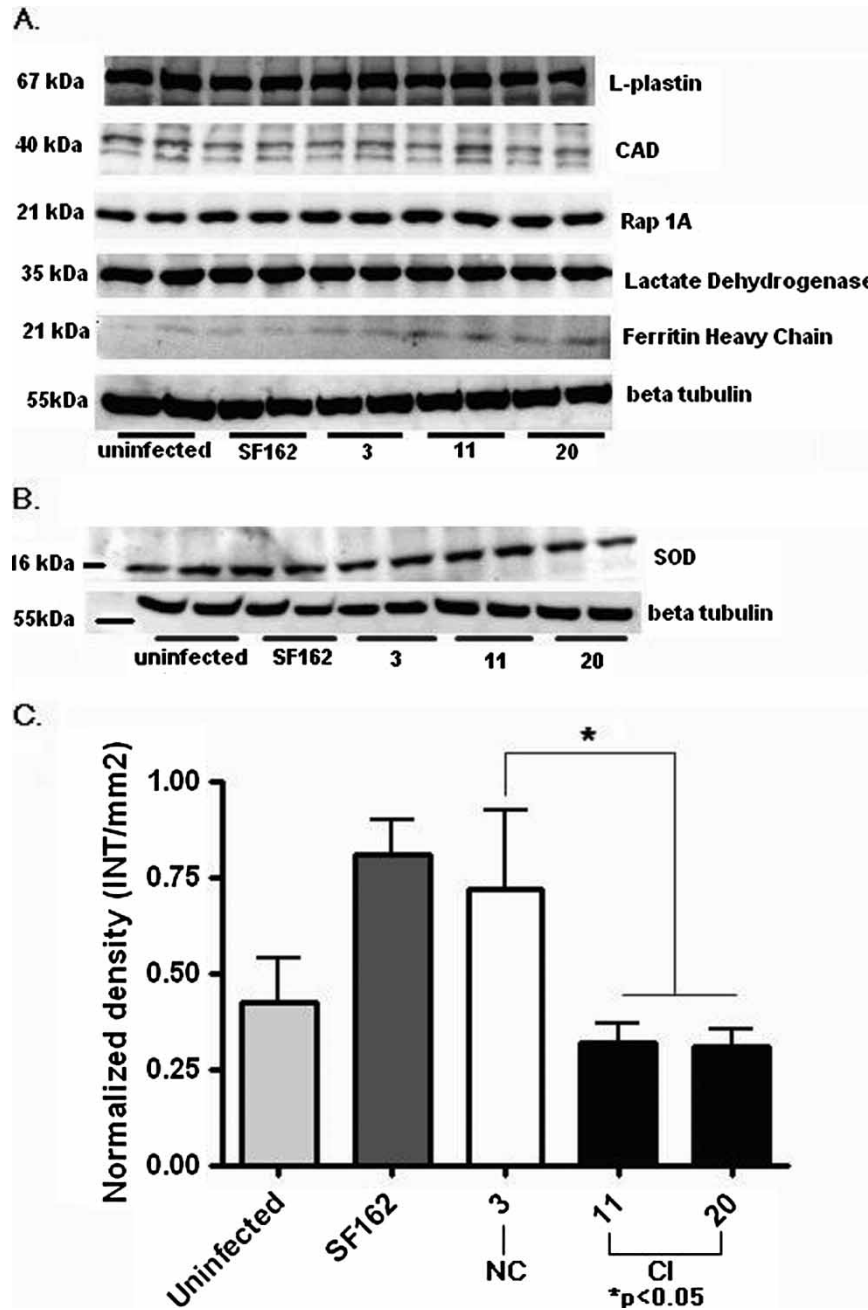 A.
67 kDa L-plastin
40 kDa CAD
21 kDa Rap 1A
35 kDa Lactate Dehydrogenase
21 kDa Ferritin Heavy Chain
55kDa beta tubulin
uninfected SF162 3 11 20
B.
16 kDa SOD
55kDa beta tubulin
uninfected SF162 3 11 20
C.
*
Normalized density (INT/mm2)
1.00
0.75
0.50
0.25
0.00
Uninfected SF162 3 11 20
NC CI
*p<0.05